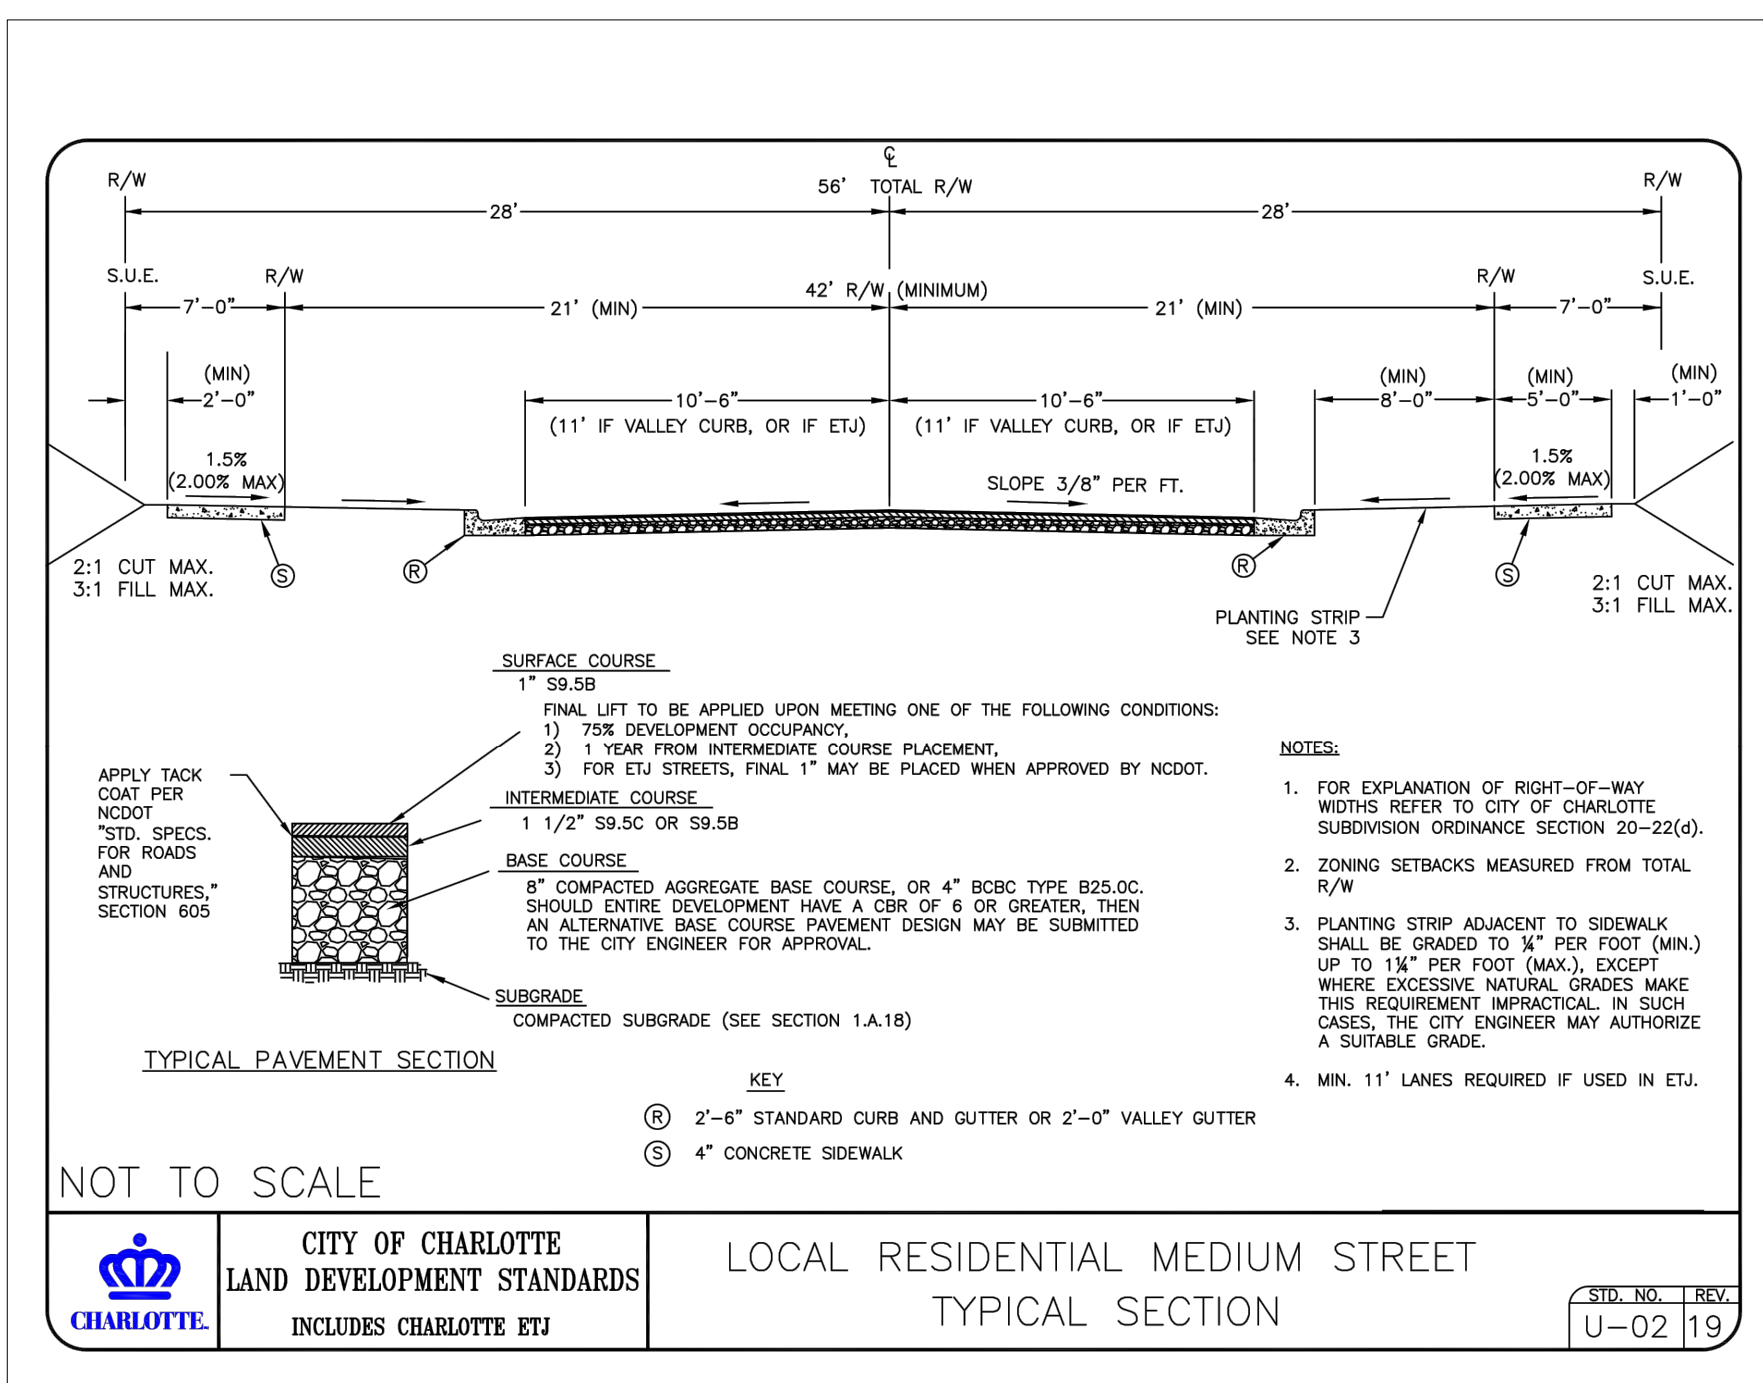 ℄
R/W
56' TOTAL R/W
R/W
28'
28'
S.U.E.
R/W
42' R/W (MINIMUM)
R/W
S.U.E.
7'-0"
21' (MIN)
21' (MIN)
7'-0"
(MIN)
2'-0"
10'-6"
(11' IF VALLEY CURB, OR IF ETJ)
10'-6"
(11' IF VALLEY CURB, OR IF ETJ)
(MIN)
8'-0"
(MIN)
5'-0"
(MIN)
1'-0"
1.5%
(2.00% MAX)
SLOPE 3/8" PER FT.
1.5%
(2.00% MAX)
2:1 CUT MAX.
3:1 FILL MAX.
S
R
R
S
2:1 CUT MAX.
3:1 FILL MAX.
PLANTING STRIP
SEE NOTE 3
SURFACE COURSE
1" S9.5B
FINAL LIFT TO BE APPLIED UPON MEETING ONE OF THE FOLLOWING CONDITIONS:
1) 75% DEVELOPMENT OCCUPANCY,
2) 1 YEAR FROM INTERMEDIATE COURSE PLACEMENT,
3) FOR ETJ STREETS, FINAL 1" MAY BE PLACED WHEN APPROVED BY NCDOT.
APPLY TACK
COAT PER
NCDOT
"STD. SPECS.
FOR ROADS
AND
STRUCTURES,"
SECTION 605
INTERMEDIATE COURSE
1 1/2" S9.5C OR S9.5B
BASE COURSE
8" COMPACTED AGGREGATE BASE COURSE, OR 4" BCBC TYPE B25.0C.
SHOULD ENTIRE DEVELOPMENT HAVE A CBR OF 6 OR GREATER, THEN
AN ALTERNATIVE BASE COURSE PAVEMENT DESIGN MAY BE SUBMITTED
TO THE CITY ENGINEER FOR APPROVAL.
SUBGRADE
COMPACTED SUBGRADE (SEE SECTION 1.A.18)
TYPICAL PAVEMENT SECTION
NOTES:
1. FOR EXPLANATION OF RIGHT-OF-WAY
WIDTHS REFER TO CITY OF CHARLOTTE
SUBDIVISION ORDINANCE SECTION 20-22(d).
2. ZONING SETBACKS MEASURED FROM TOTAL
R/W
3. PLANTING STRIP ADJACENT TO SIDEWALK
SHALL BE GRADED TO ¼" PER FOOT (MIN.)
UP TO 1¼" PER FOOT (MAX.), EXCEPT
WHERE EXCESSIVE NATURAL GRADES MAKE
THIS REQUIREMENT IMPRACTICAL. IN SUCH
CASES, THE CITY ENGINEER MAY AUTHORIZE
A SUITABLE GRADE.
4. MIN. 11' LANES REQUIRED IF USED IN ETJ.
KEY
R 2'-6" STANDARD CURB AND GUTTER OR 2'-0" VALLEY GUTTER
S 4" CONCRETE SIDEWALK
NOT TO SCALE
CHARLOTTE.
CITY OF CHARLOTTE
LAND DEVELOPMENT STANDARDS
INCLUDES CHARLOTTE ETJ
LOCAL RESIDENTIAL MEDIUM STREET
TYPICAL SECTION
STD. NO. REV.
U-02 19